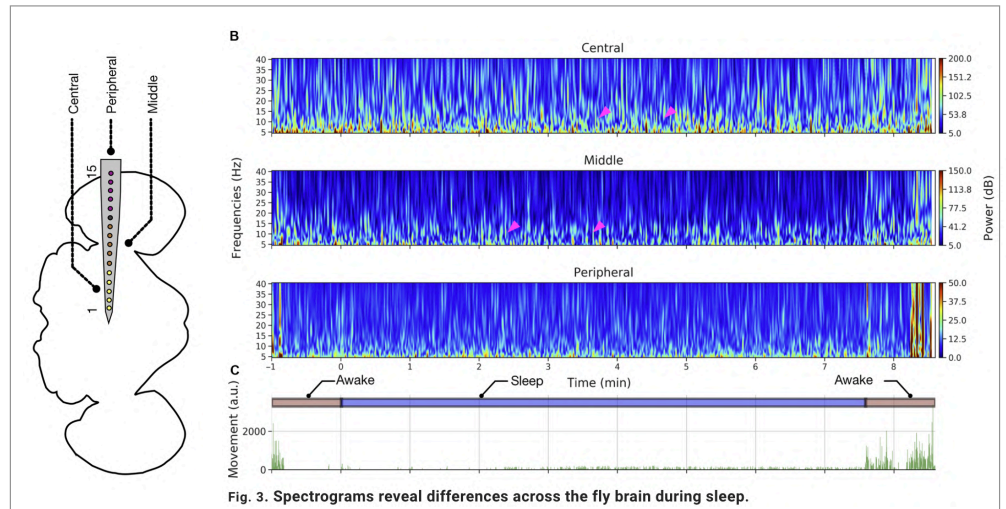 Central
Peripheral
Middle
15
1
B
Central
40
35
30
25
20
15
10
5
200.0
151.2
102.5
53.8
5.0
Middle
40
35
30
25
20
15
10
5
150.0
113.8
77.5
41.2
5.0
Frequencies (Hz)
Power (dB)
Peripheral
40
35
30
25
20
15
10
5
50.0
37.5
25.0
12.5
0.0
−1 0 1 2 3 4 5 6 7 8
Time (min)
C
Awake
Sleep
Awake
Movement (a.u.)
2000
0
Fig. 3. Spectrograms reveal differences across the fly brain during sleep.